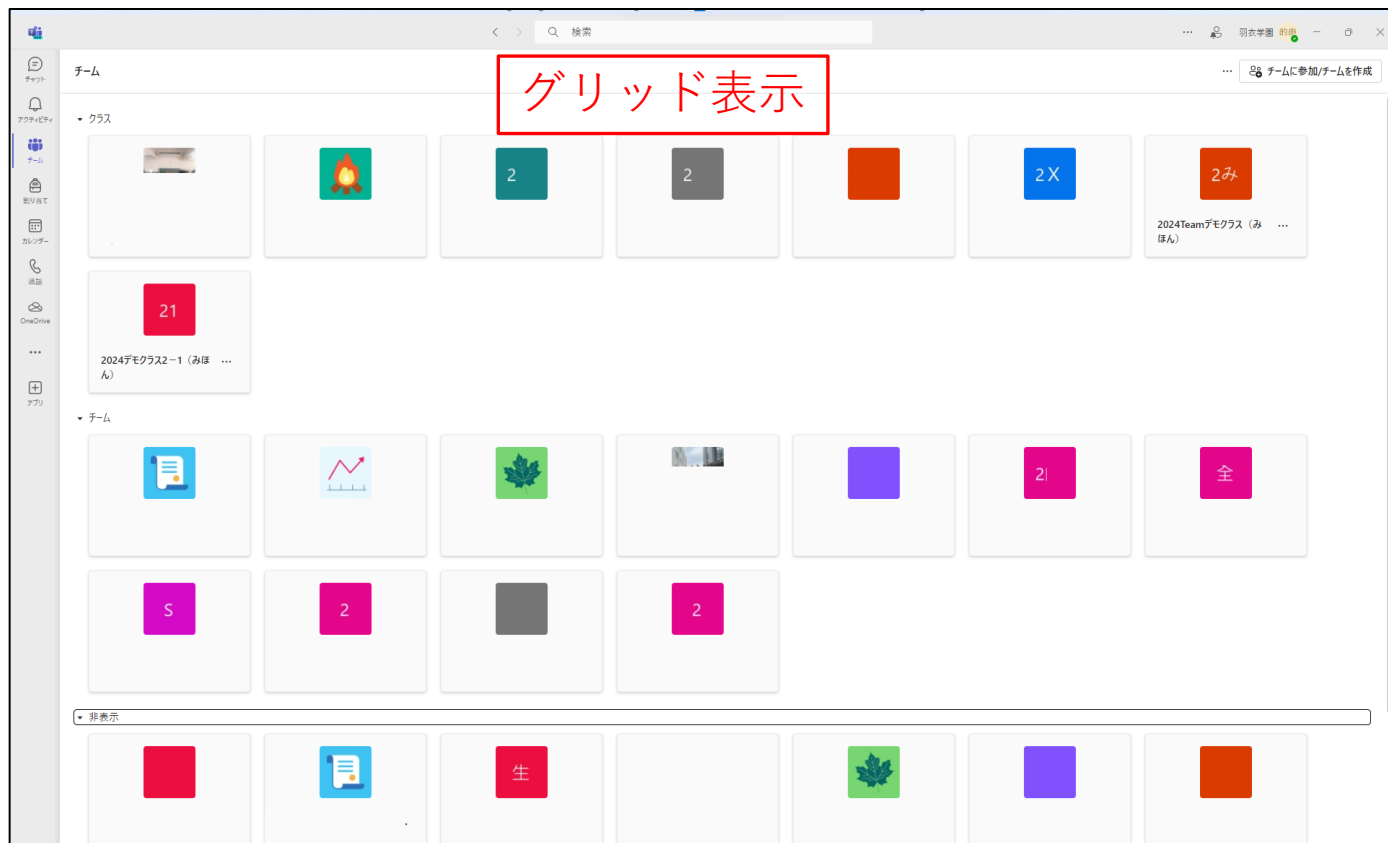 検索
羽衣学園
チャット
アクティビティ
チーム
割り当て
カレンダー
通話
OneDrive
アプリ
チーム
グリッド表示
チームに参加/チームを作成
クラス
2
2
2X
2み
2024Teamデモクラス（み
ほん）
21
2024デモクラス2－1（みほ
ん）
チーム
2
全
S
2
2
非表示
生